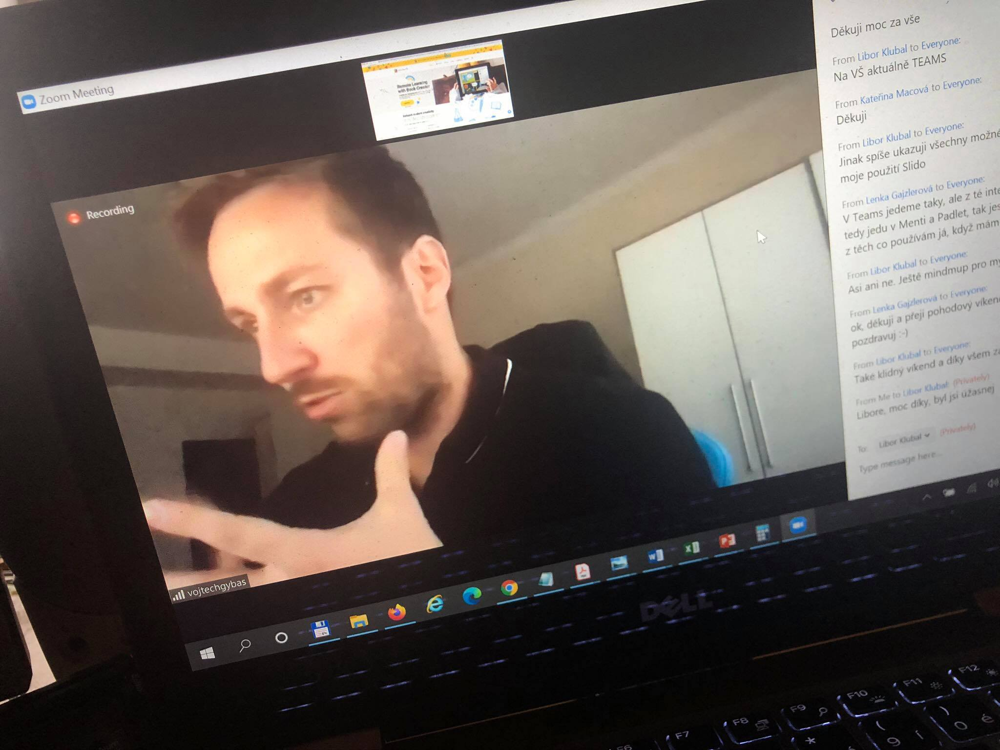 Zoom Meeting
Remote Learning
with Book Creator
Recording
vojtechgybas
Děkuji moc za vše
From Libor Klubal to Everyone:
Na VŠ aktuálně TEAMS
From Kateřina Macová to Everyone:
Děkuji
From Libor Klubal to Everyone:
Jinak spíše ukazuji všechny možné
moje použití Slido
From Lenka Gajzlerová to Everyone:
V Teams jedeme taky, ale z té inte
tedy jedu v Menti a Padlet, tak jes
z těch co používám já, když mám
From Libor Klubal to Everyone:
Asi ani ne. Ještě mindmup pro my
From Lenka Gajzlerová to Everyone:
ok, děkuji a přeji pohodový víkend
pozdravuj :-)
From Libor Klubal to Everyone:
Také klidný víkend a díky všem za
From Me to Libor Klubal: (Privately)
Libore, moc díky, byl jsi úžasnej
To: Libor Klubal (Privately)
Type message here...
DELL
F6 F7 F8 F9 F10 F11 F12
* ( 9 í ) 0 é